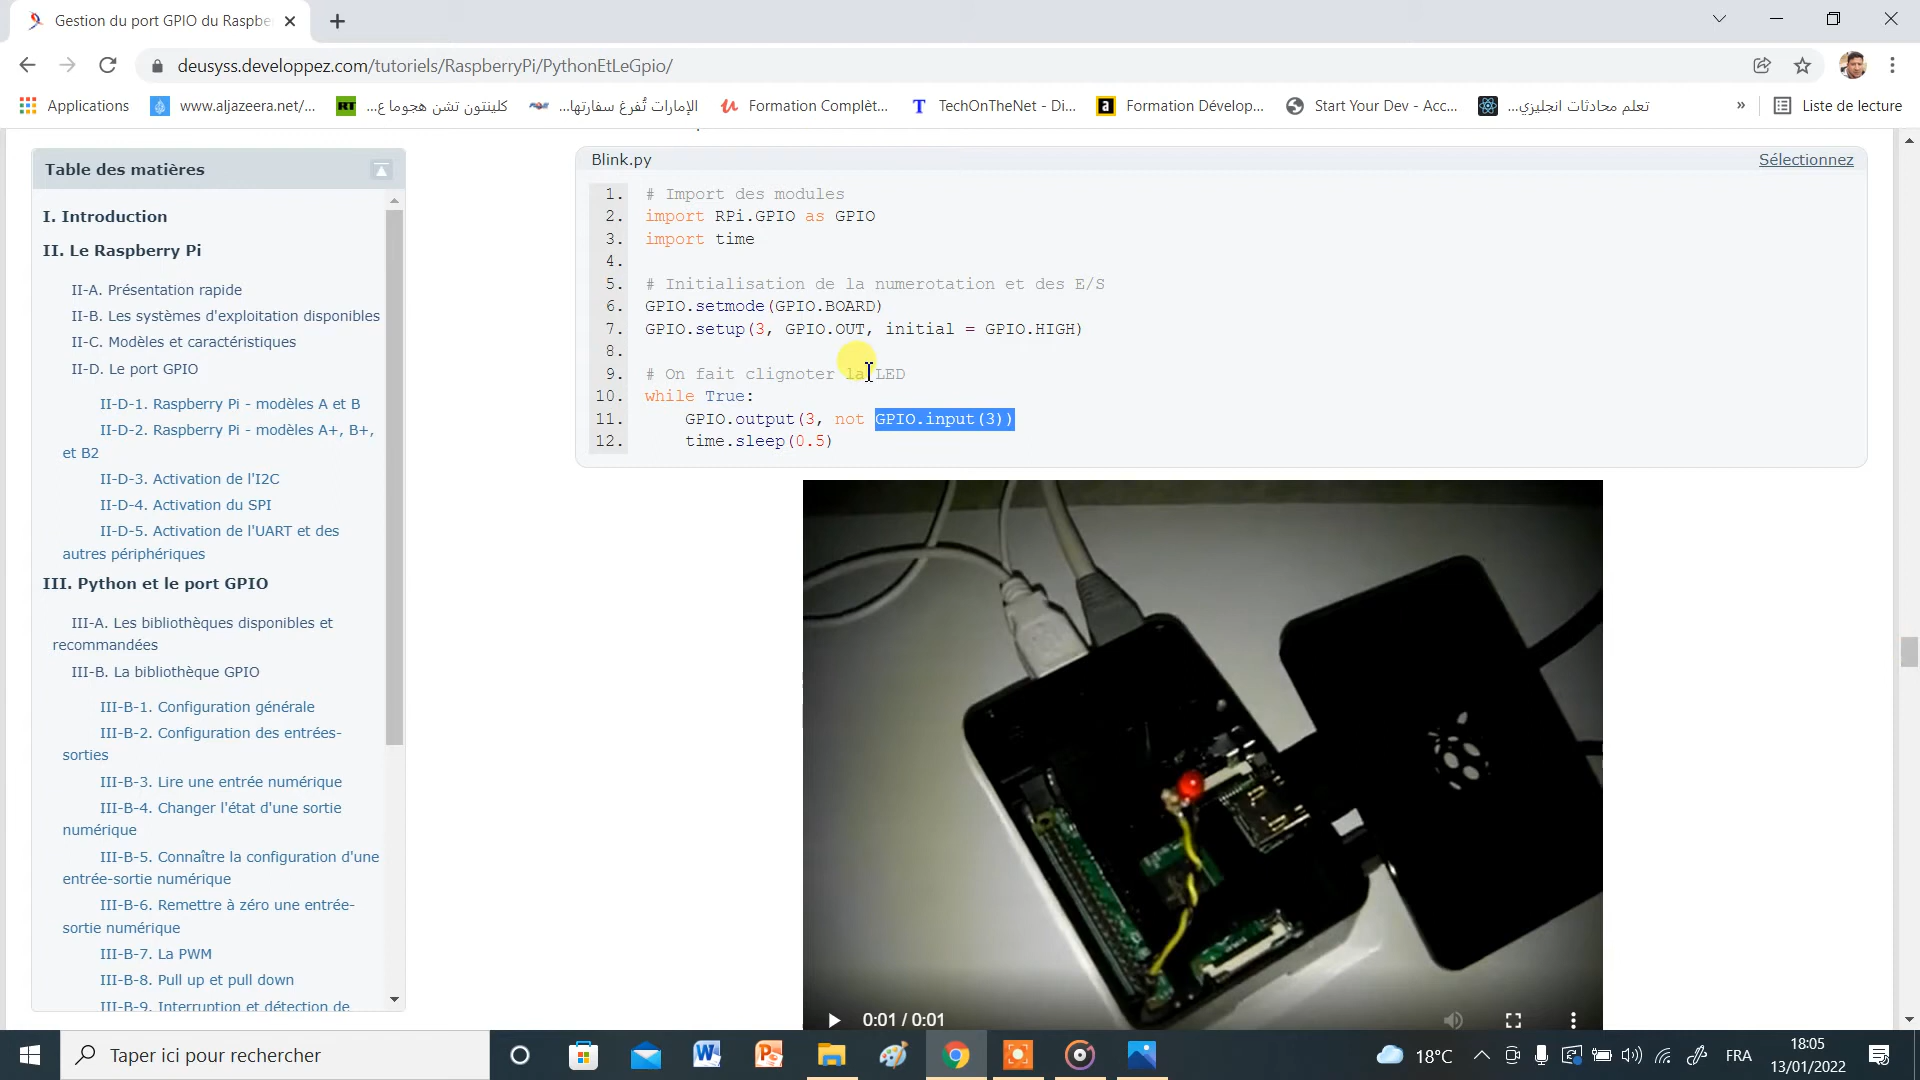 Gestion du port GPIO du Raspbe
deusyss.developpez.com/tutoriels/RaspberryPi/PythonEtLeGpio/
Applications
www.aljazeera.net/...
RT
كلينتون تشن هجوما ع...
الإمارات تُفرغ سفارتها...
Formation Complèt...
T
TechOnTheNet - Di...
a
Formation Dévelop...
Start Your Dev - Acc...
تعلم محادثات انجليزي...
»
Liste de lecture
Table des matières
I. Introduction
II. Le Raspberry Pi
II-A. Présentation rapide
II-B. Les systèmes d'exploitation disponibles
II-C. Modèles et caractéristiques
II-D. Le port GPIO
II-D-1. Raspberry Pi - modèles A et B
II-D-2. Raspberry Pi - modèles A+, B+,
et B2
II-D-3. Activation de l'I2C
II-D-4. Activation du SPI
II-D-5. Activation de l'UART et des
autres périphériques
III. Python et le port GPIO
III-A. Les bibliothèques disponibles et
recommandées
III-B. La bibliothèque GPIO
III-B-1. Configuration générale
III-B-2. Configuration des entrées-
sorties
III-B-3. Lire une entrée numérique
III-B-4. Changer l'état d'une sortie
numérique
III-B-5. Connaître la configuration d'une
entrée-sortie numérique
III-B-6. Remettre à zéro une entrée-
sortie numérique
III-B-7. La PWM
III-B-8. Pull up et pull down
III-B-9. Interruption et détection de
Blink.py
Sélectionnez
1. # Import des modules
2. import RPi.GPIO as GPIO
3. import time
4.
5. # Initialisation de la numerotation et des E/S
6. GPIO.setmode(GPIO.BOARD)
7. GPIO.setup(3, GPIO.OUT, initial = GPIO.HIGH)
8.
9. # On fait clignoter la LED
10. while True:
11. GPIO.output(3, not GPIO.input(3))
12. time.sleep(0.5)
0:01 / 0:01
Taper ici pour rechercher
18°C
FRA
18:05
13/01/2022